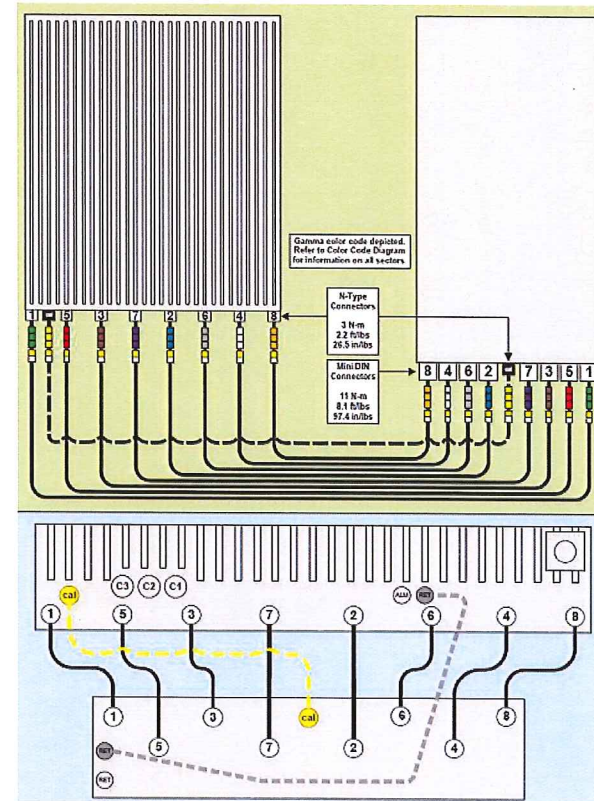 Gamma color code depicted.
Refer to Color Code Diagram
for information on all sectors
1 5 3 7 2 6 4 8
N-Type
Connectors
3 N-m
2.2 ft/lbs
26.5 in/lbs
Mini DIN
Connectors
11 N-m
8.1 ft/lbs
97.4 in/lbs
8 4 6 2 7 3 5 1
cal C3 C2 C1 ALU RET
1 5 3 7 2 6 4 8
1 3 cal 6 8
RET 5 7 2 4
RET